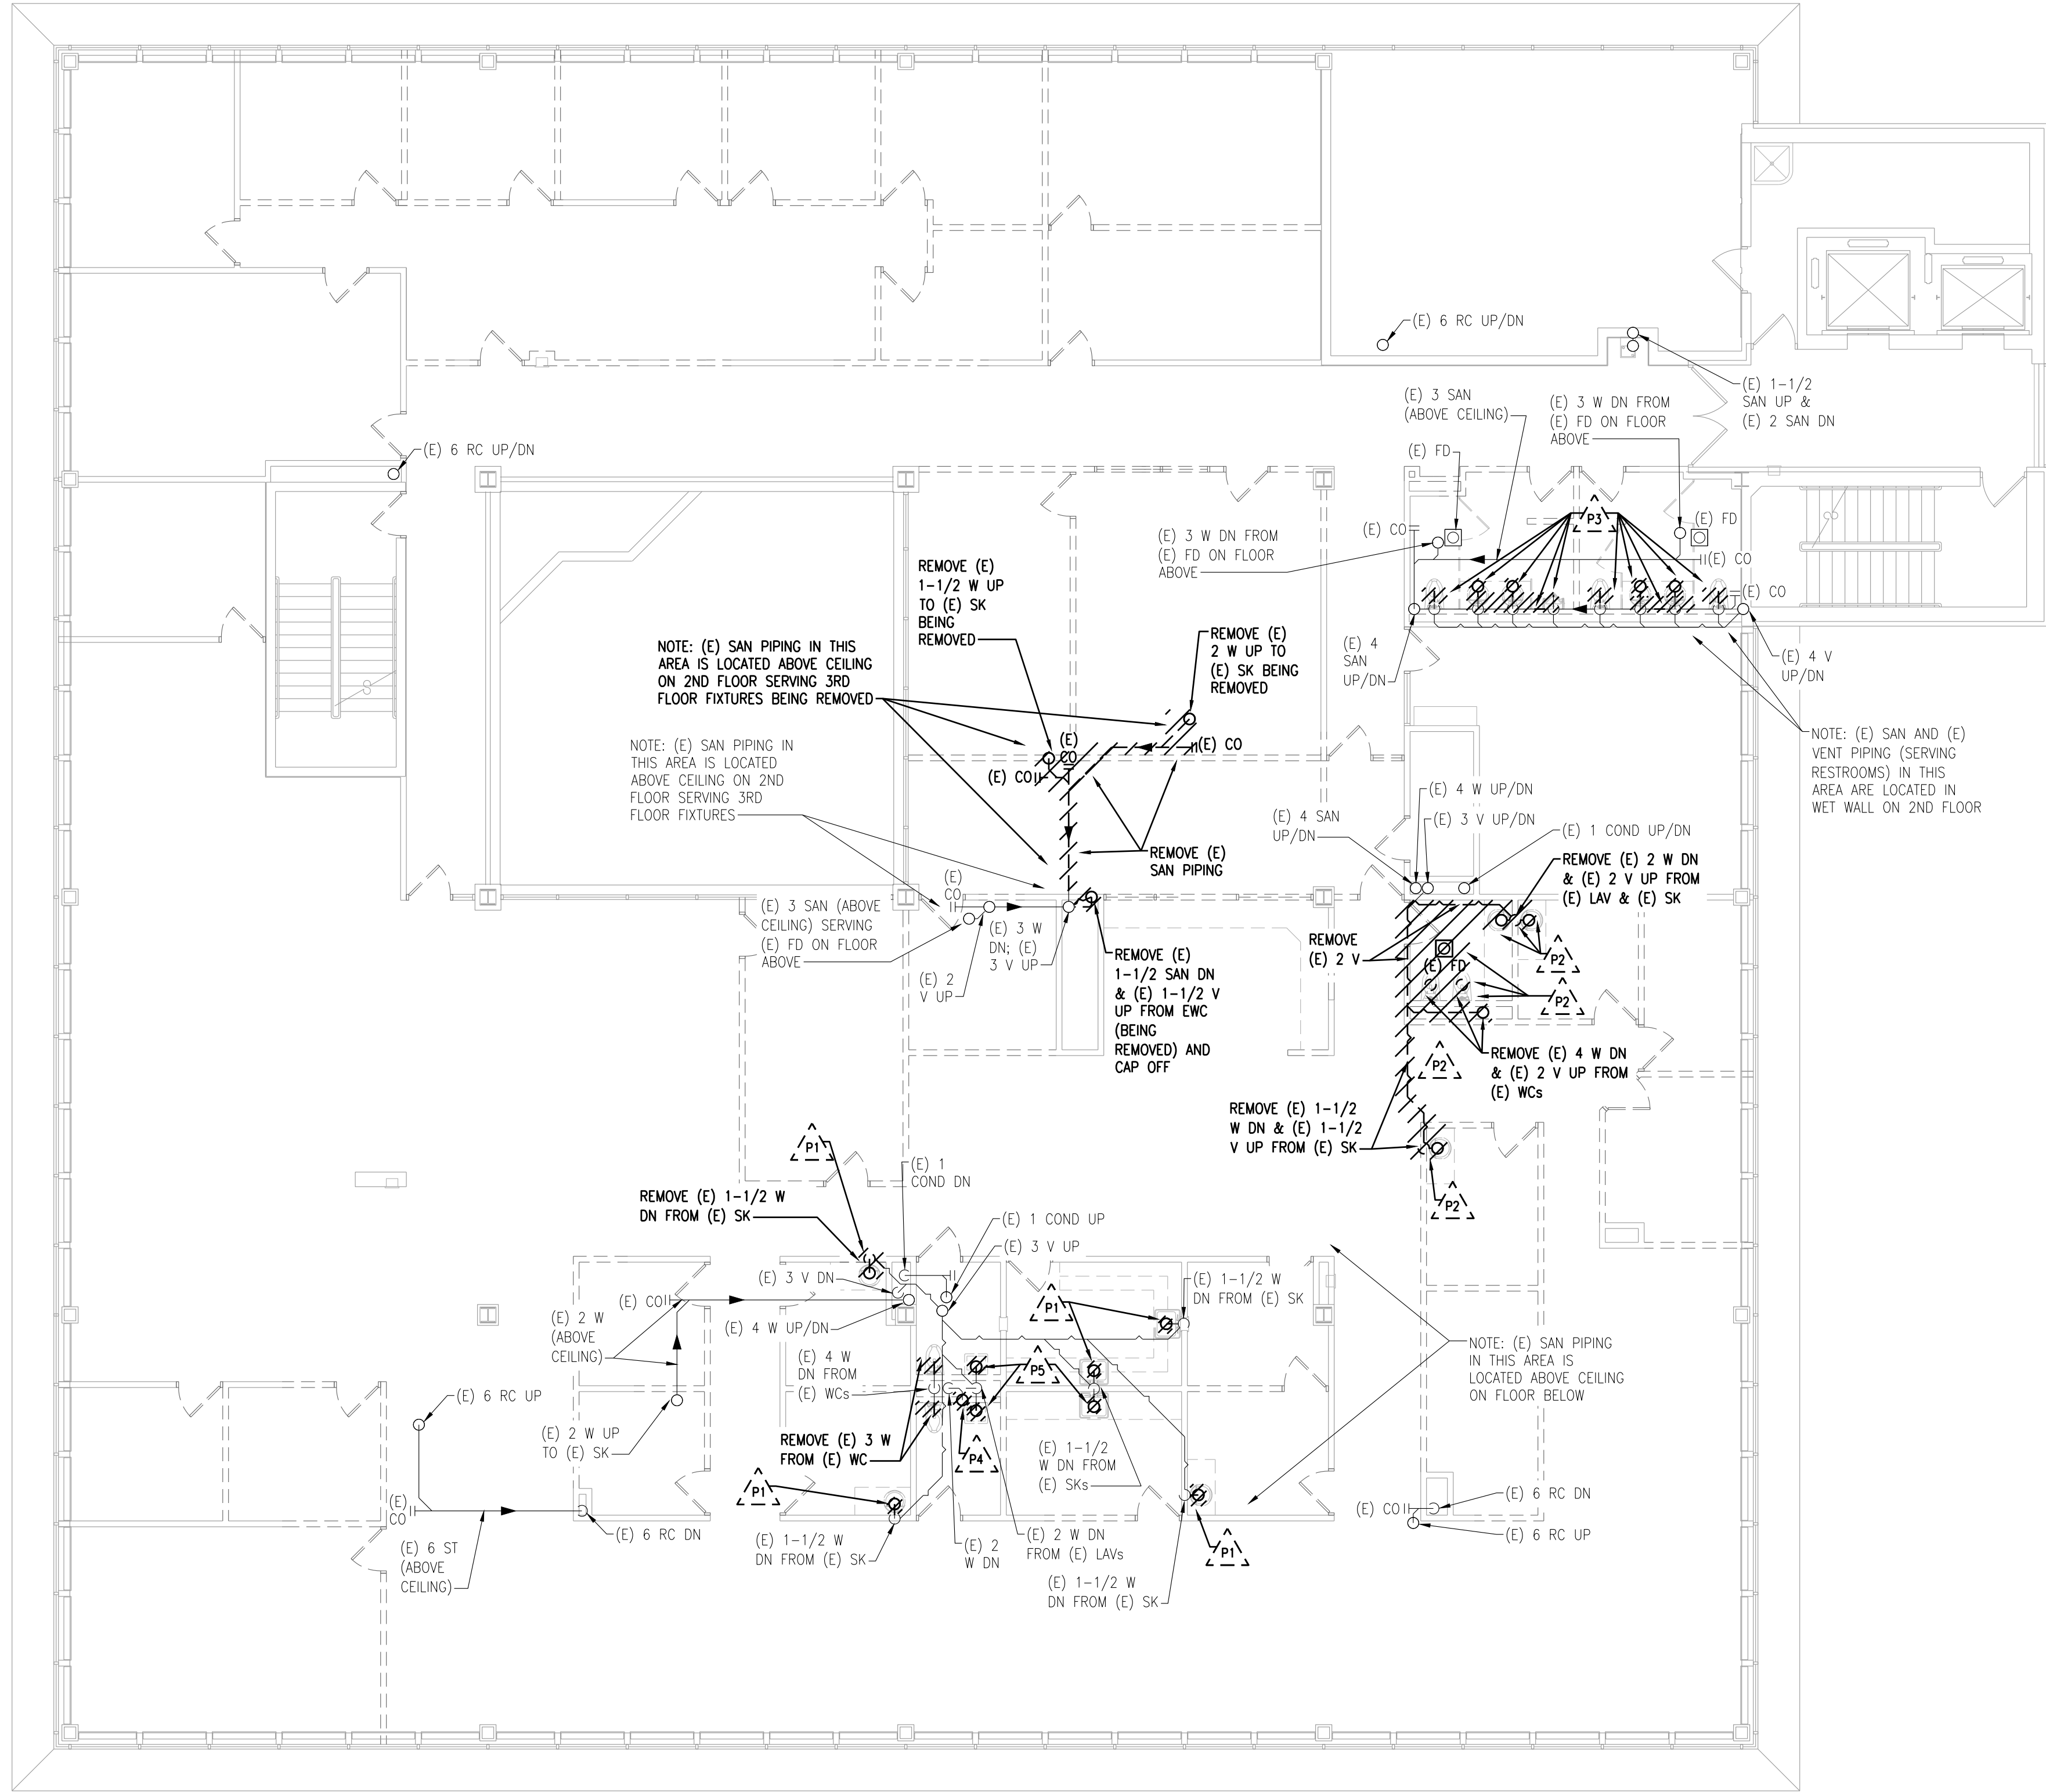 (E) 6 RC UP/DN
(E) 1-1/2
SAN UP &
(E) 2 SAN DN
(E) 3 SAN
(ABOVE CEILING)
(E) 3 W DN FROM
(E) FD ON FLOOR
ABOVE
(E) 6 RC UP/DN
(E) FD
P3
(E) FD
(E) CO
(E) 3 W DN FROM
(E) FD ON FLOOR
ABOVE
(E) CO
(E) CO
REMOVE (E)
1-1/2 W UP
TO (E) SK
BEING
REMOVED
NOTE: (E) SAN PIPING IN THIS
AREA IS LOCATED ABOVE CEILING
ON 2ND FLOOR SERVING 3RD
FLOOR FIXTURES BEING REMOVED
REMOVE (E)
2 W UP TO
(E) SK BEING
REMOVED
(E) 4
SAN
UP/DN
(E) 4 V
UP/DN
NOTE: (E) SAN AND (E)
VENT PIPING (SERVING
RESTROOMS) IN THIS
AREA ARE LOCATED IN
WET WALL ON 2ND FLOOR
NOTE: (E) SAN PIPING IN
THIS AREA IS LOCATED
ABOVE CEILING ON 2ND
FLOOR SERVING 3RD
FLOOR FIXTURES
(E)
CO
(E) CO
(E) CO
(E) 4 W UP/DN
(E) 3 V UP/DN
(E) 4 SAN
UP/DN
(E) 1 COND UP/DN
REMOVE (E)
SAN PIPING
REMOVE (E) 2 W DN
& (E) 2 V UP FROM
(E) LAV & (E) SK
(E)
CO
(E) 3 SAN (ABOVE
CEILING) SERVING
(E) FD ON FLOOR
ABOVE
(E) 3 W
DN; (E)
3 V UP
(E) 2
V UP
REMOVE (E)
1-1/2 SAN DN
& (E) 1-1/2 V
UP FROM EWC
(BEING
REMOVED) AND
CAP OFF
REMOVE
(E) 2 V
(E) FD
P2
P2
REMOVE (E) 4 W DN
& (E) 2 V UP FROM
(E) WCs
P2
REMOVE (E) 1-1/2
W DN & (E) 1-1/2
V UP FROM (E) SK
P2
P1
(E) 1
COND DN
REMOVE (E) 1-1/2 W
DN FROM (E) SK
(E) 1 COND UP
(E) 3 V UP
(E) 3 V DN
(E) 1-1/2 W
DN FROM (E) SK
P1
(E) CO
(E) 2 W
(ABOVE
CEILING)
(E) 4 W UP/DN
(E) 4 W
DN FROM
(E) WCs
P5
NOTE: (E) SAN PIPING
IN THIS AREA IS
LOCATED ABOVE CEILING
ON FLOOR BELOW
(E) 6 RC UP
(E) 2 W UP
TO (E) SK
REMOVE (E) 3 W
FROM (E) WC
P4
(E) 1-1/2
W DN FROM
(E) SKs
P1
(E)
CO
(E) 6 RC DN
(E) 6 ST
(ABOVE
CEILING)
(E) 1-1/2 W
DN FROM (E) SK
(E) 2
W DN
(E) 2 W DN
FROM (E) LAVs
(E) 1-1/2 W
DN FROM (E) SK
P1
(E) CO
(E) 6 RC DN
(E) 6 RC UP